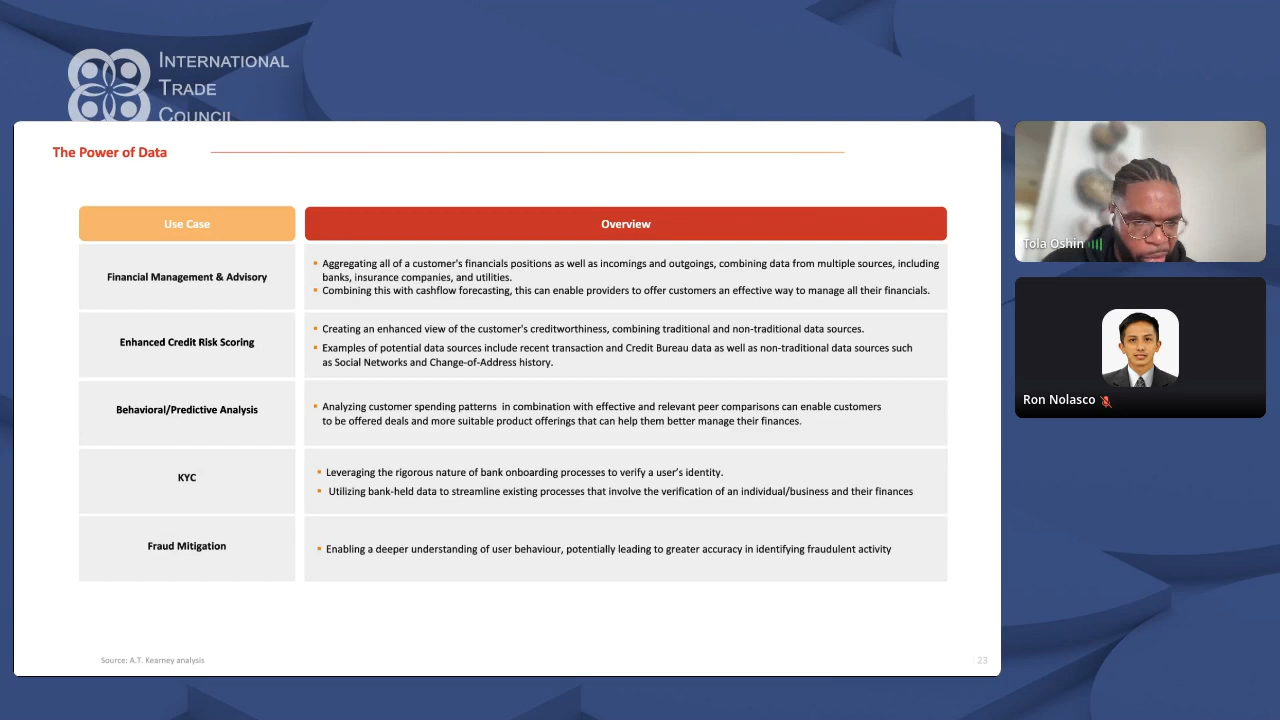 INTERNATIONAL
TRADE
COUNCIL
The Power of Data
Use Case
Overview
Financial Management & Advisory
Aggregating all of a customer's financials positions as well as incomings and outgoings, combining data from multiple sources, including
banks, insurance companies, and utilities.
Combining this with cashflow forecasting, this can enable providers to offer customers an effective way to manage all their financials.
Enhanced Credit Risk Scoring
Creating an enhanced view of the customer's creditworthiness, combining traditional and non-traditional data sources.
Examples of potential data sources include recent transaction and Credit Bureau data as well as non-traditional data sources such
as Social Networks and Change-of-Address history.
Behavioral/Predictive Analysis
Analyzing customer spending patterns in combination with effective and relevant peer comparisons can enable customers
to be offered deals and more suitable product offerings that can help them better manage their finances.
KYC
Leveraging the rigorous nature of bank onboarding processes to verify a user's identity.
Utilizing bank-held data to streamline existing processes that involve the verification of an individual/business and their finances
Fraud Mitigation
Enabling a deeper understanding of user behaviour, potentially leading to greater accuracy in identifying fraudulent activity
Source: A.T. Kearney analysis
23
Tola Oshin
Ron Nolasco